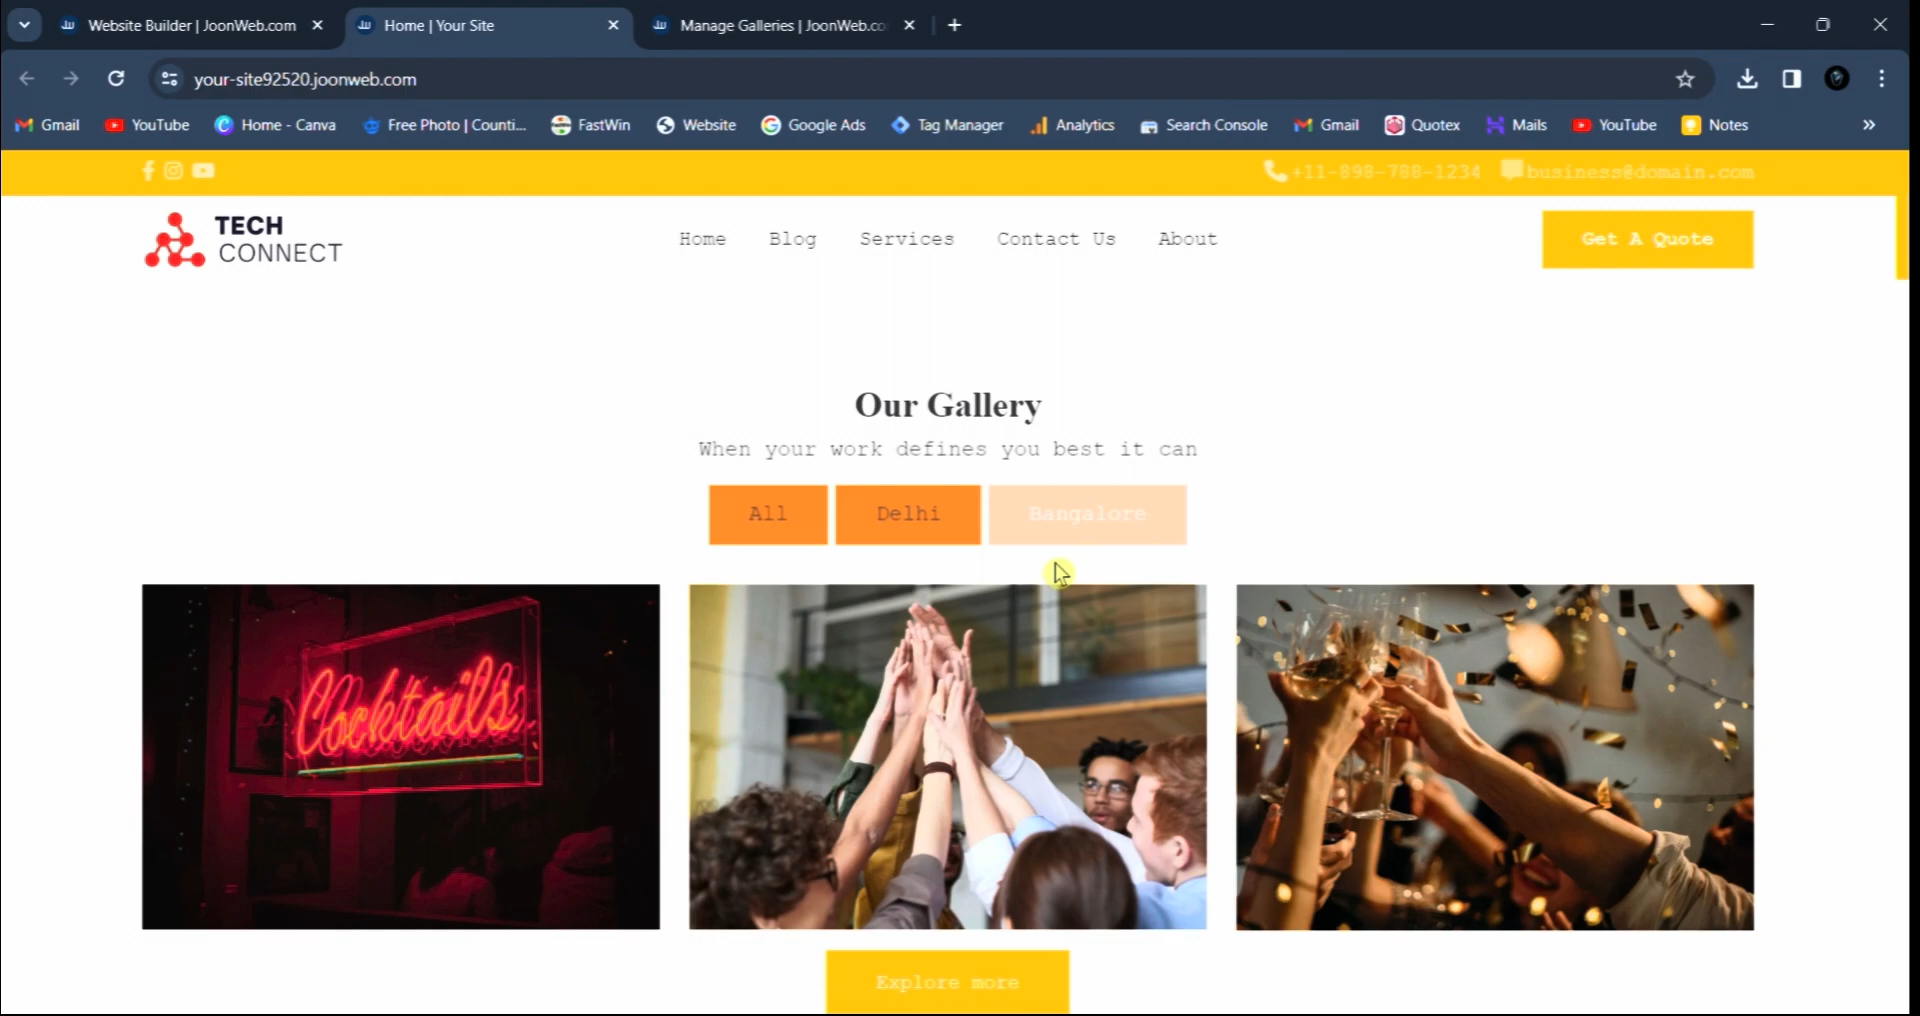 Website Builder | JoonWeb.com
Home | Your Site
Manage Galleries | JoonWeb.co
your-site92520.joonweb.com
Gmail YouTube Home - Canva Free Photo | Counti... FastWin Website Google Ads Tag Manager Analytics Search Console Gmail Quotex Mails YouTube Notes
+11-898-788-1234 business@domain.com
TECH
CONNECT
Home Blog Services Contact Us About
Get A Quote
Our Gallery
When your work defines you best it can
All Delhi Bangalore
Cocktails
Explore more